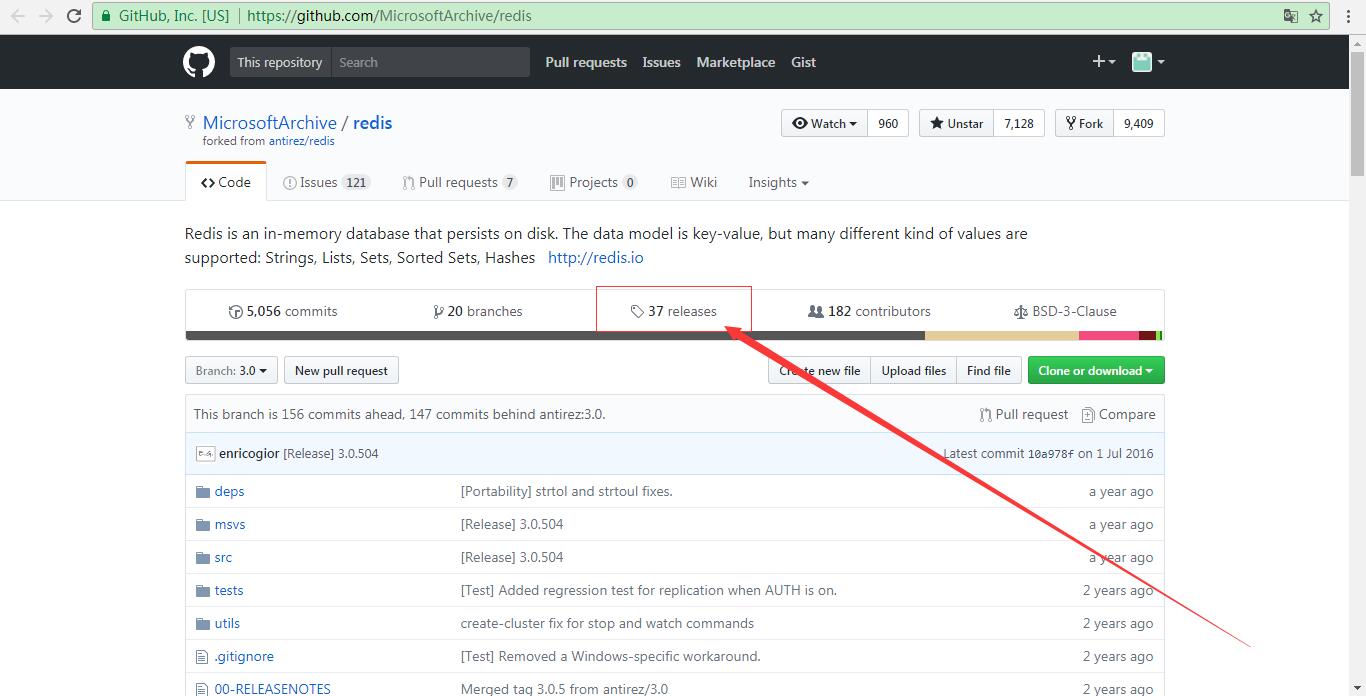 GitHub, Inc. [US] | https://github.com/MicrosoftArchive/redis
This repository Search Pull requests Issues Marketplace Gist
MicrosoftArchive / redis Watch 960 Unstar 7,128 Fork 9,409
forked from antirez/redis
Code Issues 121 Pull requests 7 Projects 0 Wiki Insights
Redis is an in-memory database that persists on disk. The data model is key-value, but many different kind of values are
supported: Strings, Lists, Sets, Sorted Sets, Hashes http://redis.io
5,056 commits 20 branches 37 releases 182 contributors BSD-3-Clause
Branch: 3.0 New pull request Create new file Upload files Find file Clone or download
This branch is 156 commits ahead, 147 commits behind antirez:3.0. Pull request Compare
enricogior [Release] 3.0.504 Latest commit 10a978f on 1 Jul 2016
deps [Portability] strtol and strtoul fixes. a year ago
msvs [Release] 3.0.504 a year ago
src [Release] 3.0.504 a year ago
tests [Test] Added regression test for replication when AUTH is on. 2 years ago
utils create-cluster fix for stop and watch commands 2 years ago
.gitignore [Test] Removed a Windows-specific workaround. 2 years ago
00-RELEASENOTES Merged tag 3.0.5 from antirez/3.0 2 years ago